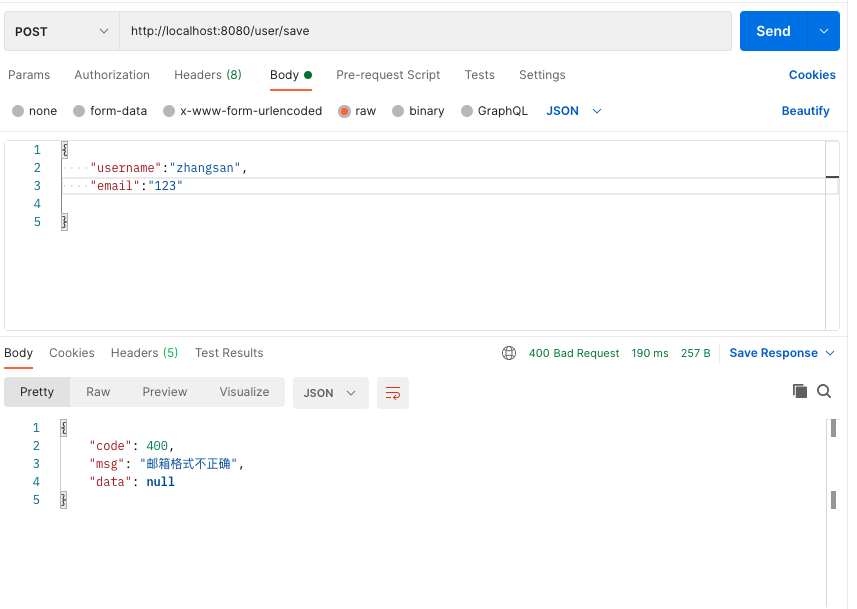 POST http://localhost:8080/user/save Send
Params Authorization Headers (8) Body Pre-request Script Tests Settings Cookies
none form-data x-www-form-urlencoded raw binary GraphQL JSON Beautify
1 {
2 "username":"zhangsan",
3 "email":"123"
4
5 }
Body Cookies Headers (5) Test Results 400 Bad Request 190 ms 257 B Save Response
Pretty Raw Preview Visualize JSON
1 {
2 "code": 400,
3 "msg": "邮箱格式不正确",
4 "data": null
5 }